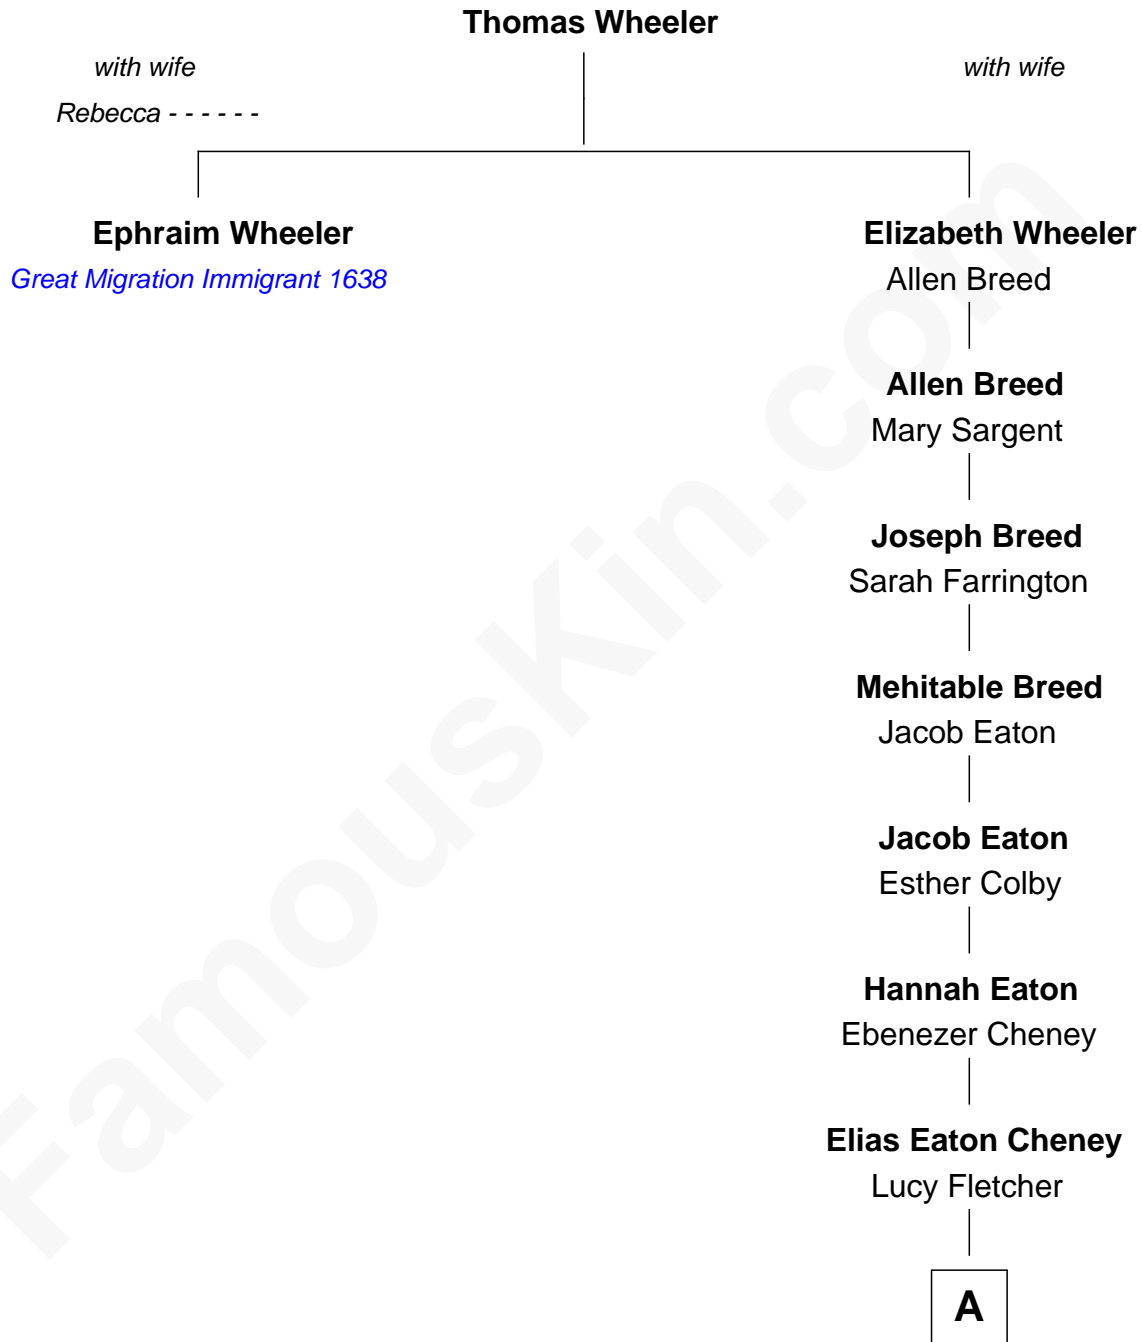 Thomas Wheeler
with wife
with wife
Rebecca - - - - - -
Ephraim Wheeler
Great Migration Immigrant 1638
Elizabeth Wheeler
Allen Breed
Allen Breed
Mary Sargent
Joseph Breed
Sarah Farrington
Mehitable Breed
Jacob Eaton
Jacob Eaton
Esther Colby
Hannah Eaton
Ebenezer Cheney
Elias Eaton Cheney
Lucy Fletcher
A
FamousKin.com